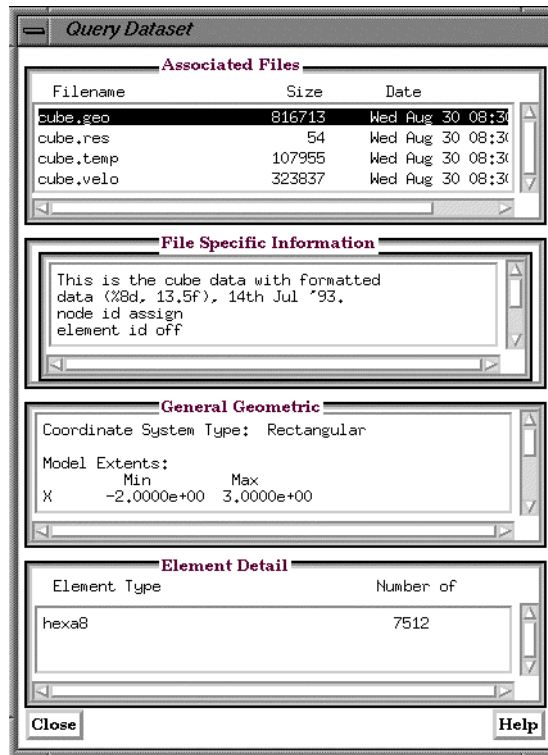 Query Dataset
Associated Files
Filename Size Date
cube.geo 816713 Wed Aug 30 08:30
cube.res 54 Wed Aug 30 08:30
cube.temp 107955 Wed Aug 30 08:30
cube.velo 323837 Wed Aug 30 08:30
File Specific Information
This is the cube data with formatted
data (%8d, 13.5f), 14th Jul '93.
node id assign
element id off
General Geometric
Coordinate System Type: Rectangular
Model Extents:
Min Max
X -2.0000e+00 3.0000e+00
Element Detail
Element Type Number of
hexa8 7512
Close Help